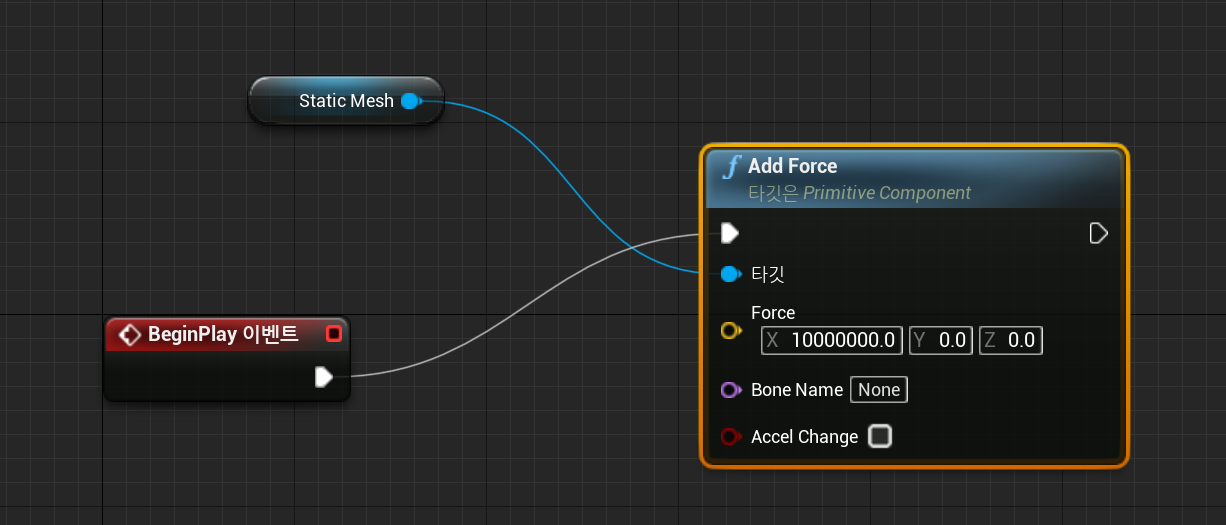 Static Mesh
f Add Force
타깃은 Primitive Component
타깃
Force
X 10000000.0 Y 0.0 Z 0.0
BeginPlay 이벤트
Bone Name None
Accel Change